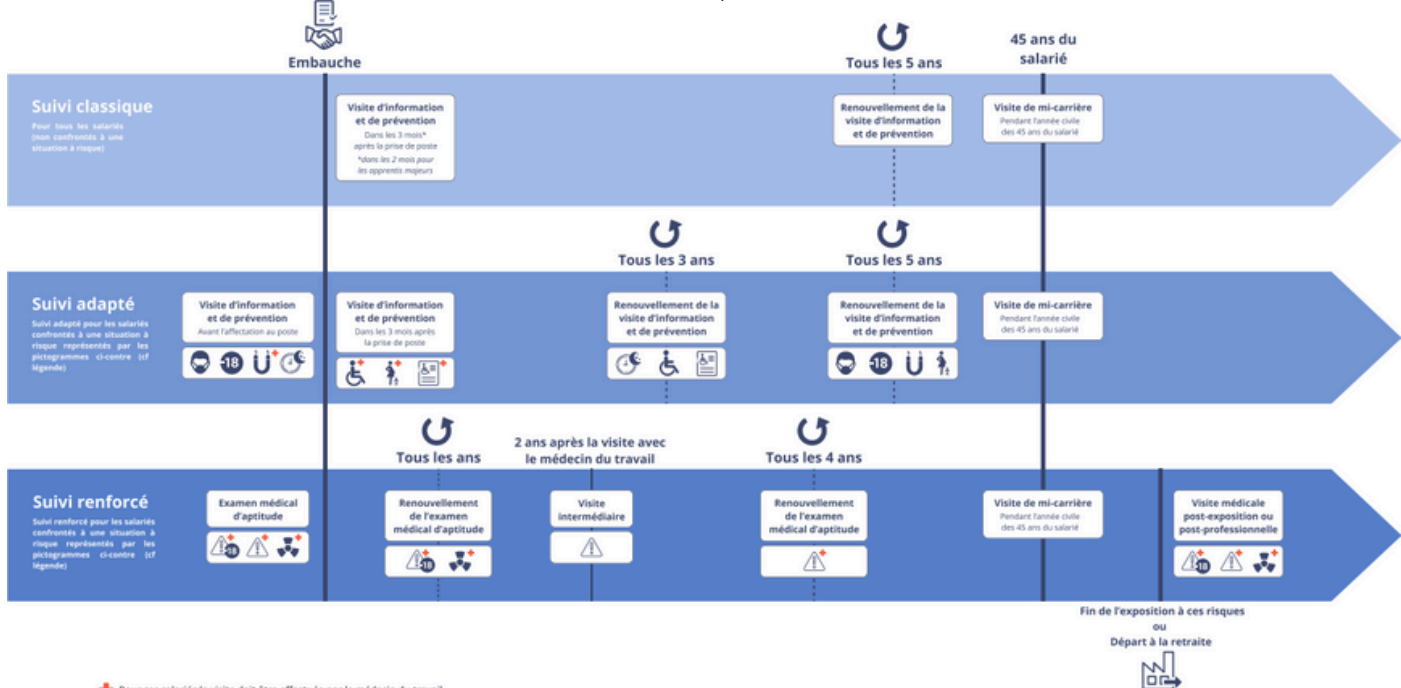 Embauche
Tous les 5 ans
45 ans du
salarié
Suivi classique
Pour tous les salariés
(non confrontés à une
situation à risque)
Visite d'information
et de prévention
Dans les 3 mois*
après la prise de poste
*dans les 2 mois pour
les apprentis majeurs
Renouvellement de la
visite d'information
et de prévention
Visite de mi-carrière
Pendant l'année civile
des 45 ans du salarié
Tous les 3 ans
Tous les 5 ans
Suivi adapté
Suivi adapté pour les salariés
confrontés à une situation à
risque représentés par les
pictogrammes ci-contre (cf
légende)
Visite d'information
et de prévention
Avant l'affectation au poste
-18
Visite d'information
et de prévention
Dans les 3 mois après
la prise de poste
Renouvellement de la
visite d'information
et de prévention
Renouvellement de la
visite d'information
et de prévention
-18
Visite de mi-carrière
Pendant l'année civile
des 45 ans du salarié
Tous les ans
2 ans après la visite avec
le médecin du travail
Tous les 4 ans
Suivi renforcé
Suivi renforcé pour les salariés
confrontés à une situation à
risque représentés par les
pictogrammes ci-contre (cf
légende)
Examen médical
d'aptitude
-18
Renouvellement
de l'examen
médical d'aptitude
-18
Visite
intermédiaire
Renouvellement
de l'examen
médical d'aptitude
Visite de mi-carrière
Pendant l'année civile
des 45 ans du salarié
Visite médicale
post-exposition ou
post-professionnelle
-18
Fin de l'exposition à ces risques
ou
Départ à la retraite